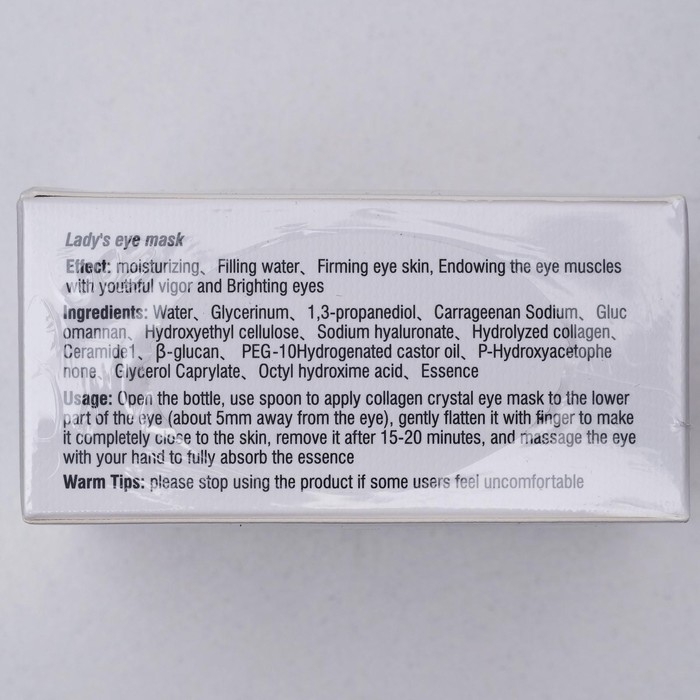 Lady's eye mask
Effect: moisturizing、 Filling water、 Firming eye skin, Endowing the eye muscles
with youthful vigor and Brighting eyes
Ingredients: Water、 Glycerinum、 1,3-propanediol、 Carrageenan Sodium、 Gluc
omannan、 Hydroxyethyl cellulose、 Sodium hyaluronate、 Hydrolyzed collagen、
Ceramide1、 β-glucan、 PEG-10Hydrogenated castor oil、 P-Hydroxyacetophe
none、 Glycerol Caprylate、 Octyl hydroxime acid、 Essence
Usage: Open the bottle, use spoon to apply collagen crystal eye mask to the lower
part of the eye (about 5mm away from the eye), gently flatten it with finger to make
it completely close to the skin, remove it after 15-20 minutes, and massage the eye
with your hand to fully absorb the essence
Warm Tips: please stop using the product if some users feel uncomfortable